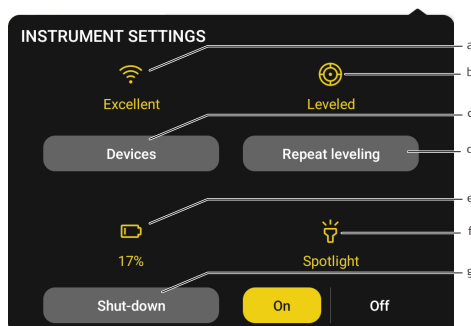 INSTRUMENT SETTINGS
a
b
Excellent
Leveled
c
Devices
Repeat leveling
d
e
f
17%
Spotlight
g
Shut-down
On
Off